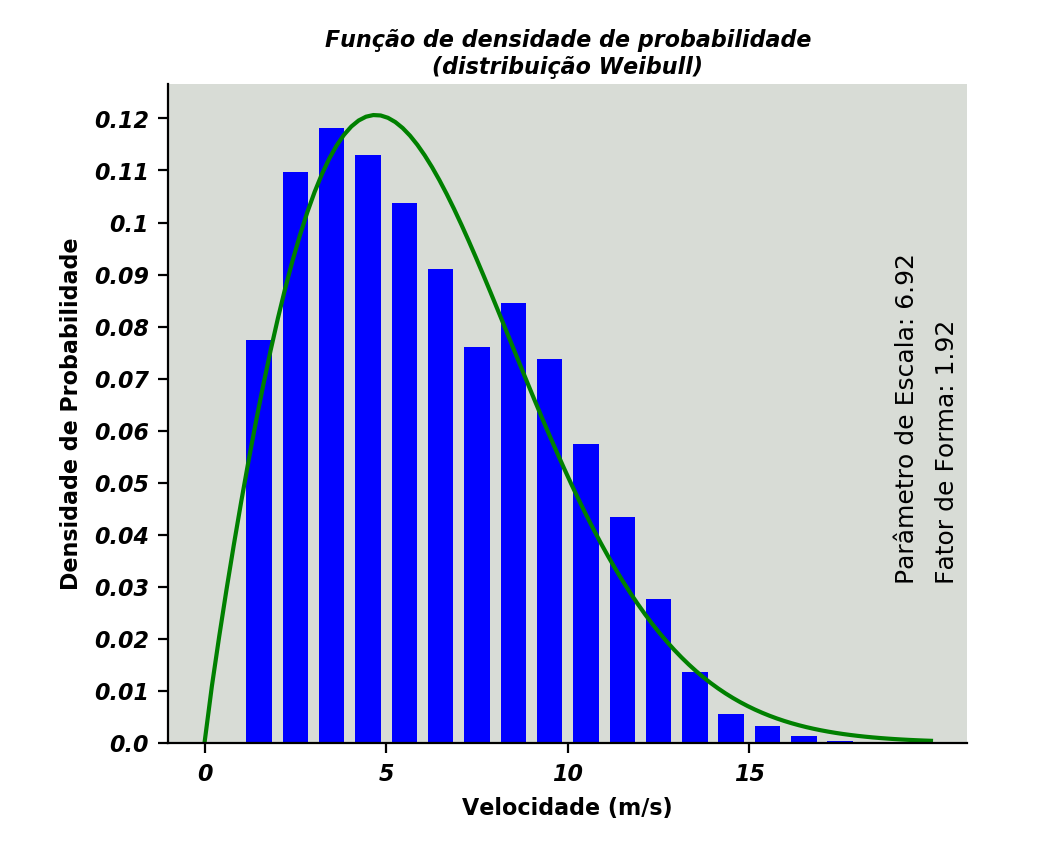 Função de densidade de probabilidade
(distribuição Weibull)
0.12
0.11
0.1
0.09
0.08
0.07
0.06
0.05
0.04
0.03
0.02
0.01
0.0
Densidade de Probabilidade
Parâmetro de Escala: 6.92
Fator de Forma: 1.92
0
5
10
15
Velocidade (m/s)